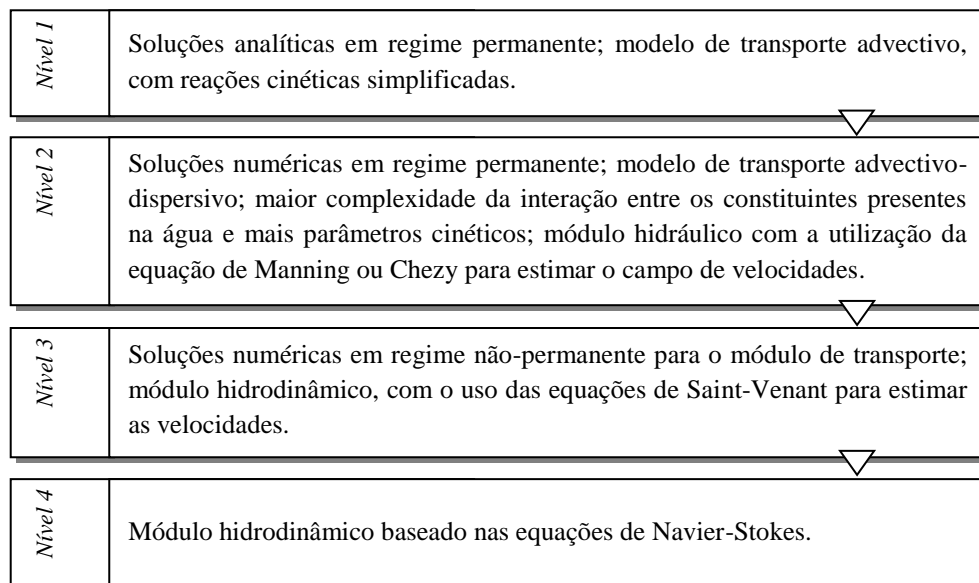 Nível 1
Soluções analíticas em regime permanente; modelo de transporte advectivo,
com reações cinéticas simplificadas.
Nível 2
Soluções numéricas em regime permanente; modelo de transporte advectivo-
dispersivo; maior complexidade da interação entre os constituintes presentes
na água e mais parâmetros cinéticos; módulo hidráulico com a utilização da
equação de Manning ou Chezy para estimar o campo de velocidades.
Nível 3
Soluções numéricas em regime não-permanente para o módulo de transporte;
módulo hidrodinâmico, com o uso das equações de Saint-Venant para estimar
as velocidades.
Nível 4
Módulo hidrodinâmico baseado nas equações de Navier-Stokes.